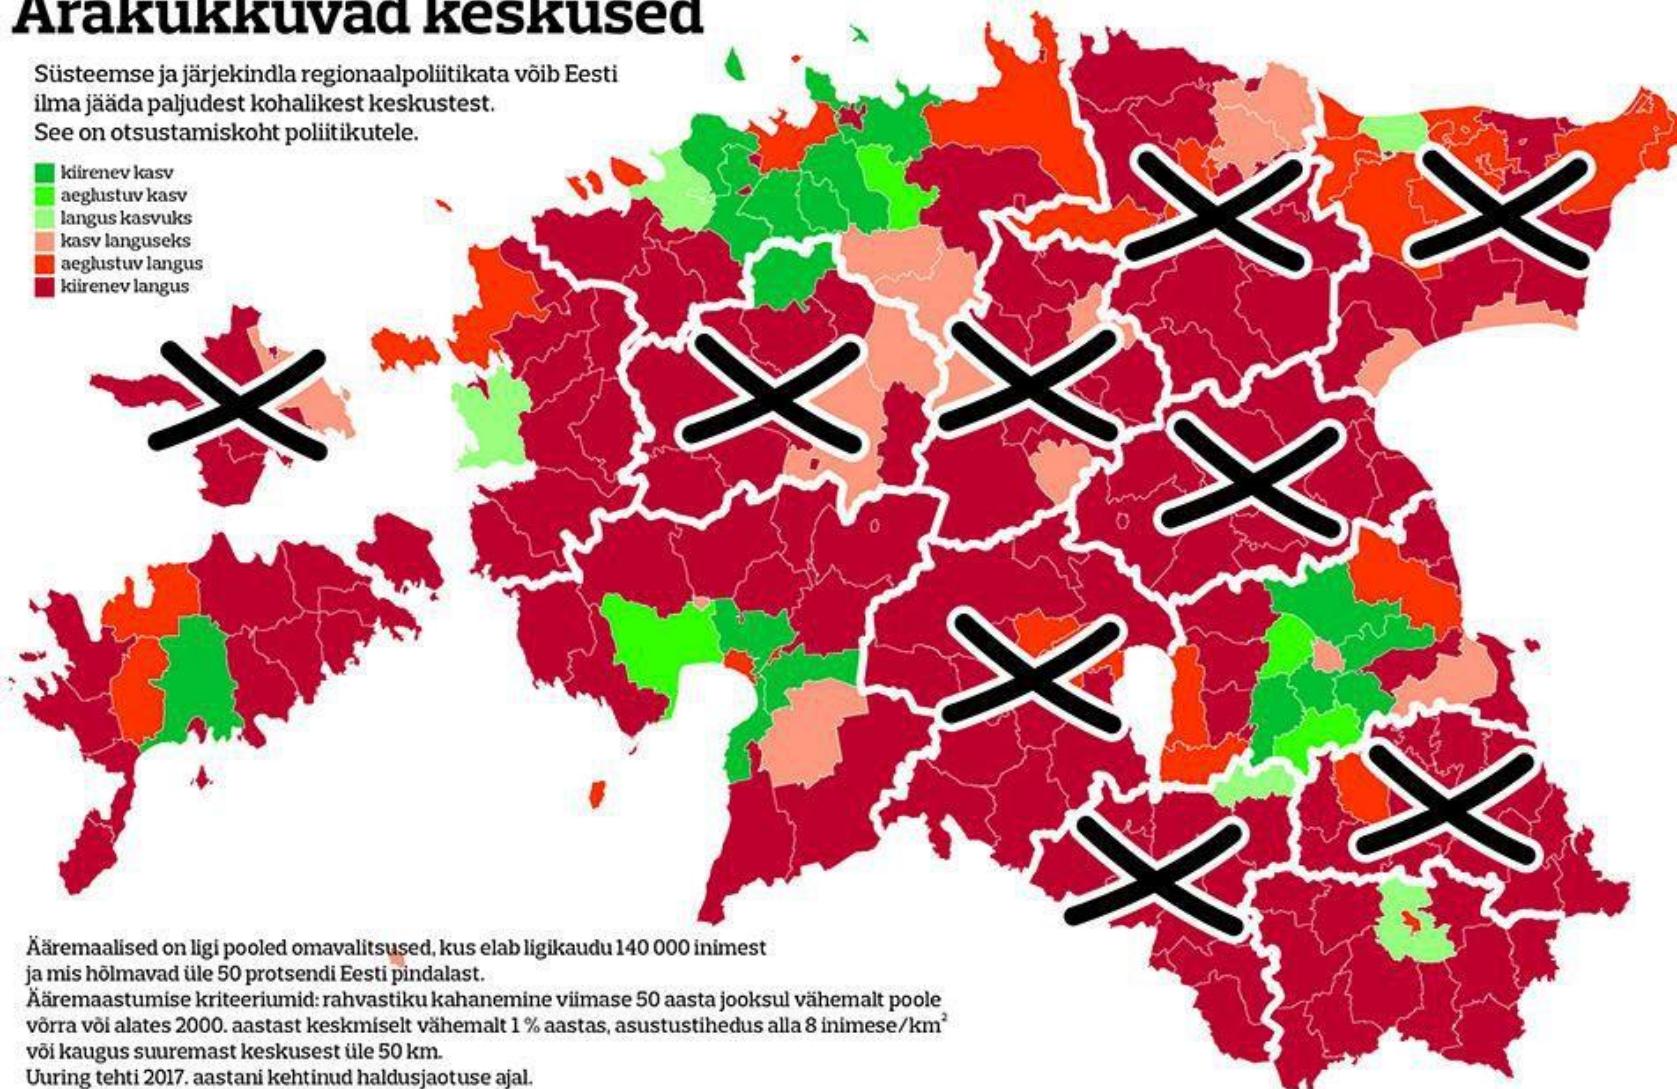 Ärakukkuvad keskused
Süsteemse ja järjekindla regionaalpoliitikata võib Eesti
ilma jääda paljudest kohalikest keskustest.
See on otsustamiskoht poliitikutele.
kiirenev kasv
aeglustuv kasv
langus kasvuks
kasv languseks
aeglustuv langus
kiirenev langus
Ääremaalised on ligi pooled omavalitsused, kus elab ligikaudu 140 000 inimest
ja mis hõlmavad üle 50 protsendi Eesti pindalast.
Ääremaastumise kriteeriumid: rahvastiku kahanemine viimase 50 aasta jooksul vähemalt poole
võrra või alates 2000. aastast keskmiselt vähemalt 1 % aastas, asustustihedus alla 8 inimese/km²
või kaugus suuremast keskusest üle 50 km.
Uuring tehti 2017. aastani kehtinud haldusjaotuse ajal.